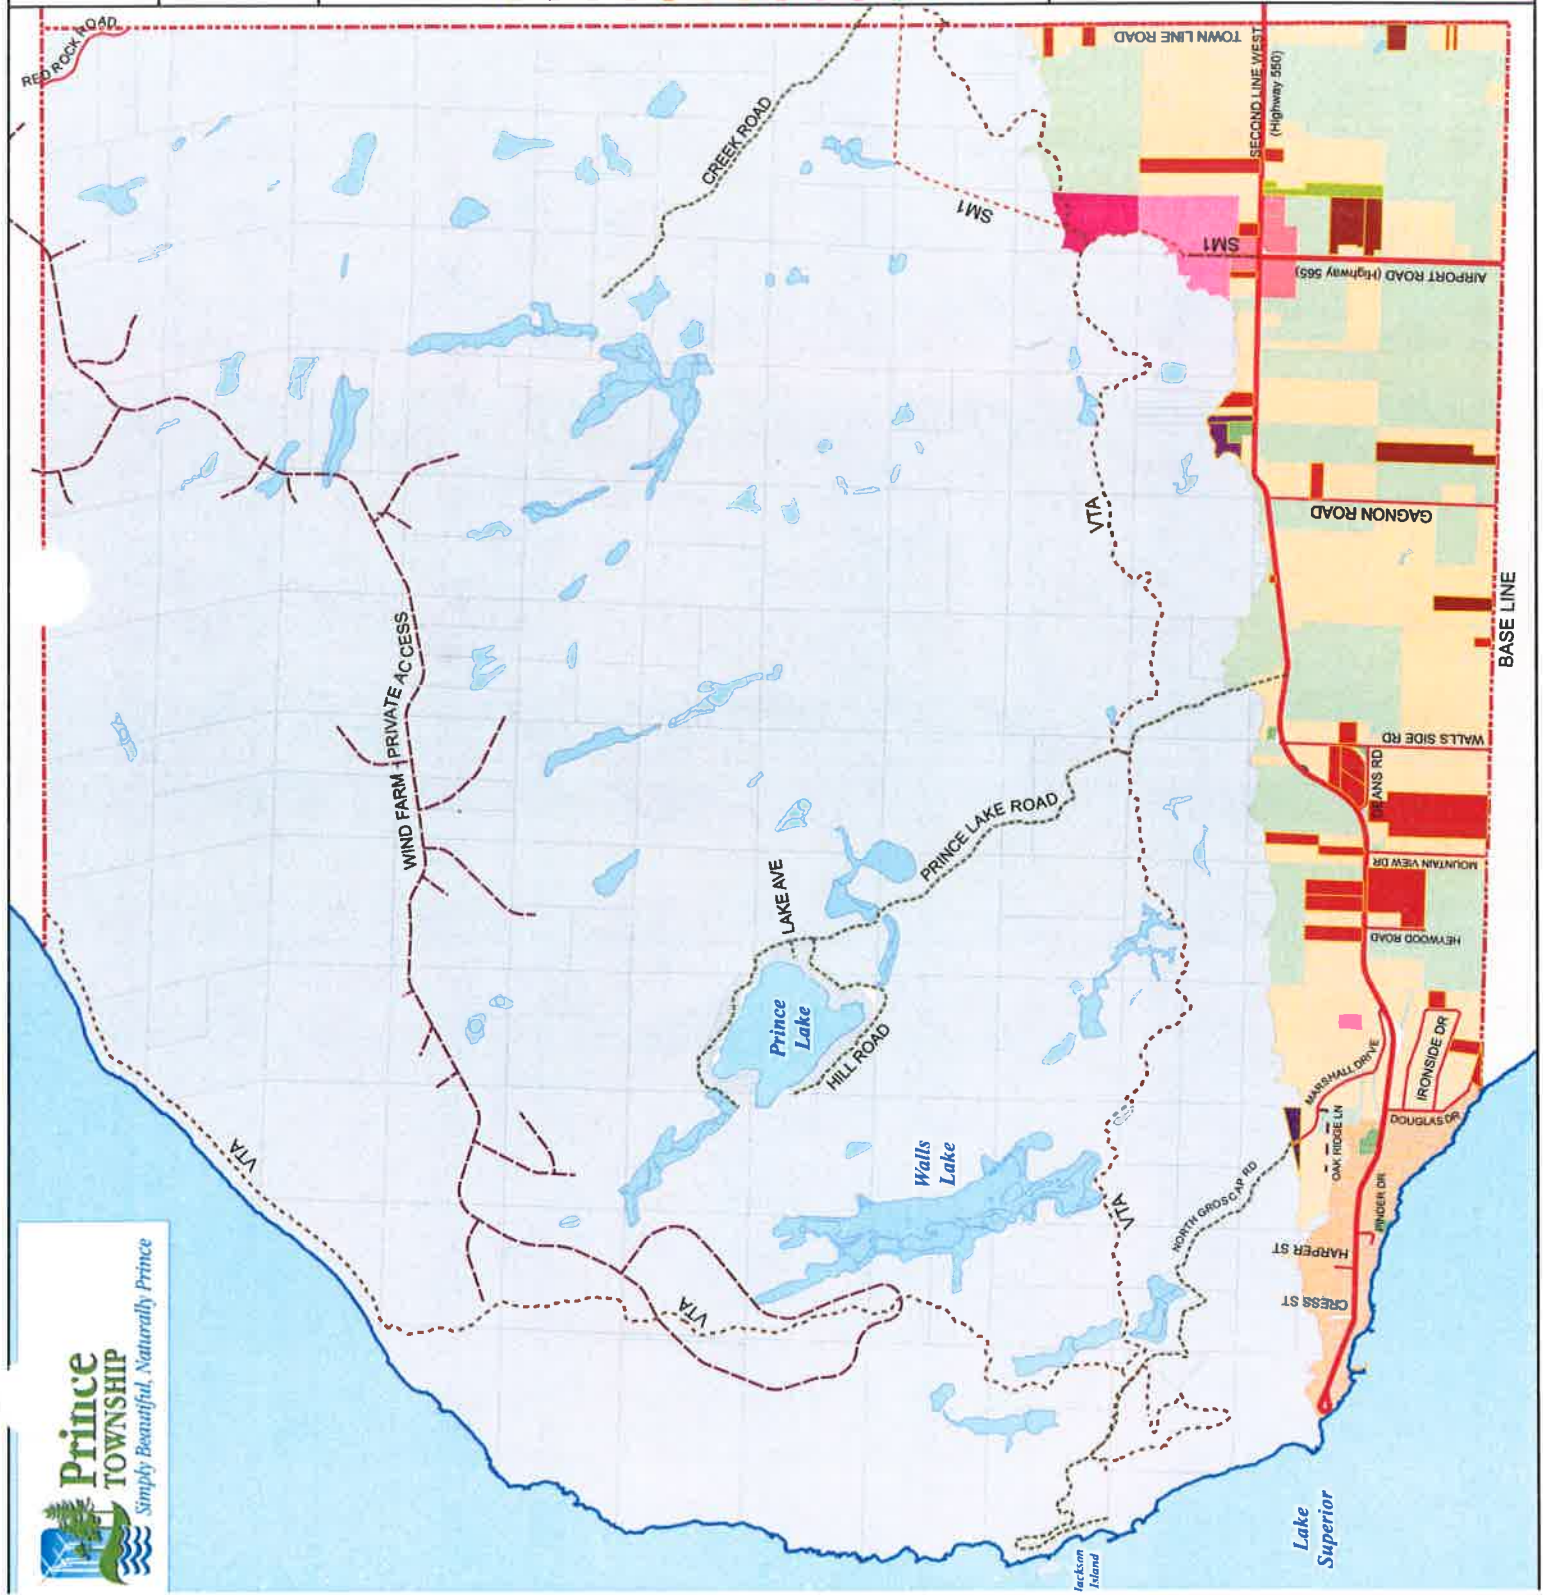 Prince
TOWNSHIP
Simply Beautiful, Naturally Prince
RED ROCK ROAD
CREEK ROAD
TOWN LINE ROAD
SECOND LINE WEST
(Highway 550)
SM1
SM1
AIRPORT ROAD (Highway 565)
VTA
GAGNON ROAD
BASE LINE
WIND FARM - PRIVATE ACCESS
WALLS SIDE RD
DEANS RD
PRINCE LAKE ROAD
MOUNTAIN VIEW DR
LAKE AVE
HEYWOOD ROAD
Prince
Lake
HILL ROAD
MARSHALL DRIVE
IRONSIDE DR
OAK RIDGE LN
DOUGLAS DR
VTA
Walls
Lake
VTA
NORTH GROS CAP RD
PINDER DR
HARPER ST
CRESS ST
VTA
Lake
Superior
Jackson
Island